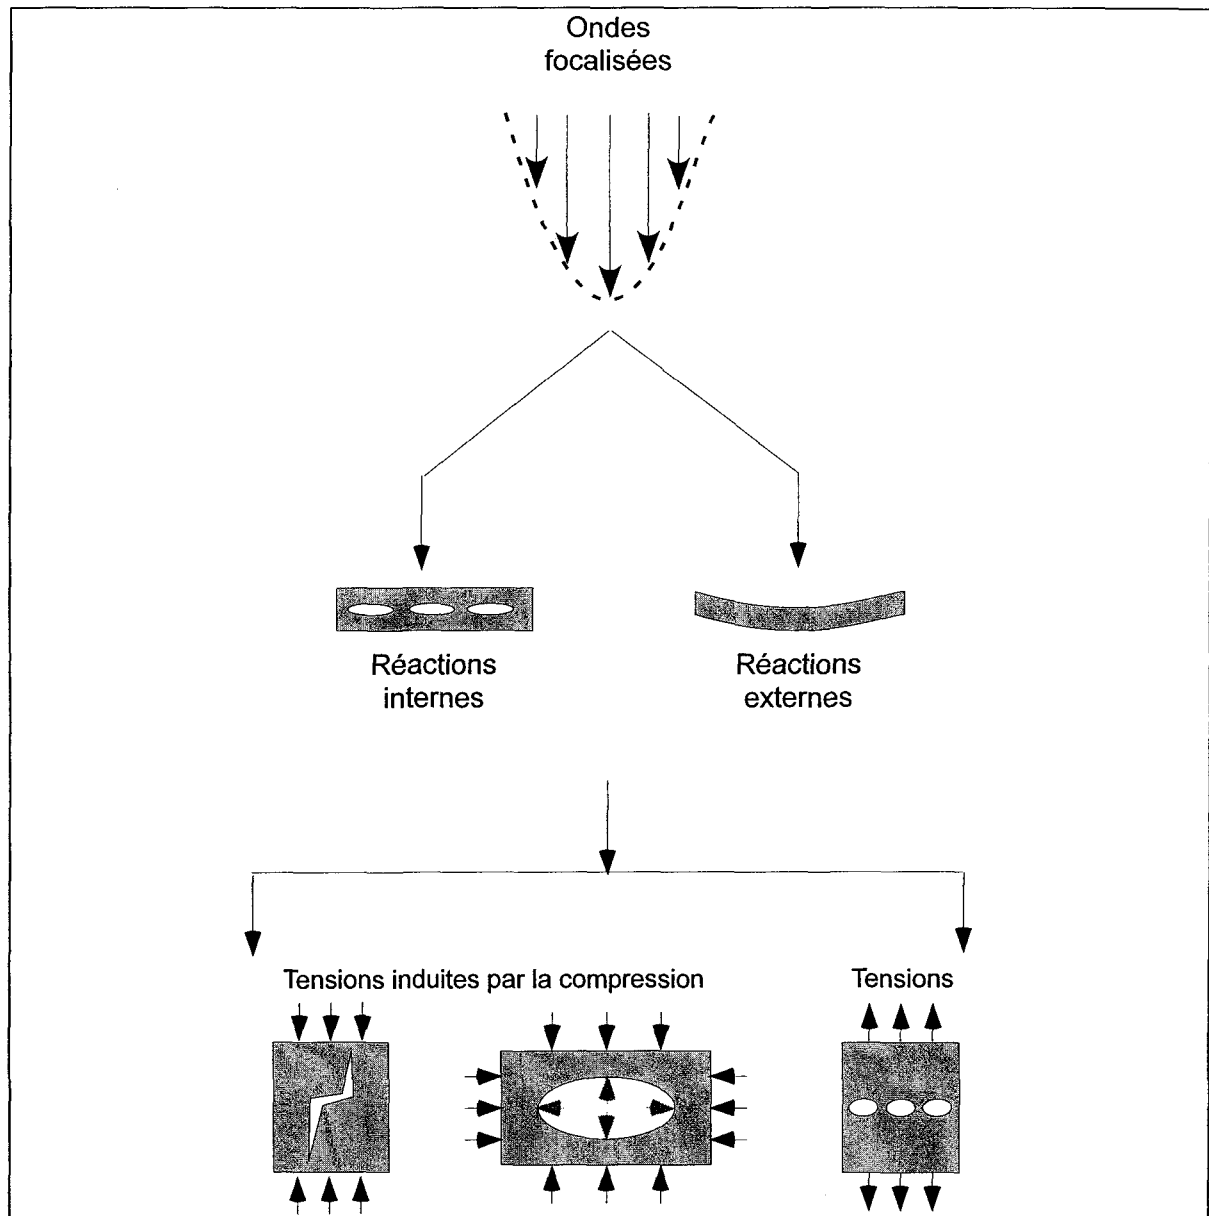 Ondes
focalisées
Réactions
internes
Réactions
externes
Tensions induites par la compression
Tensions